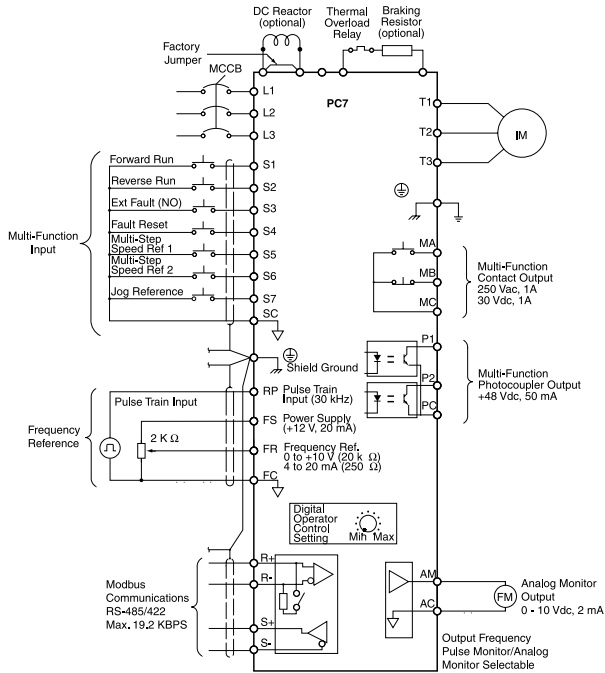 DC Reactor
(optional)
Thermal
Overload
Relay
Braking
Resistor
(optional)
Factory
Jumper
MCCB
L1
L2
L3
PC7
T1
T2
T3
IM
Multi-Function
Input
Forward Run
S1
Reverse Run
S2
Ext Fault (NO)
S3
Fault Reset
S4
Multi-Step
Speed Ref 1
S5
Multi-Step
Speed Ref 2
S6
Jog Reference
S7
SC
MA
MB
MC
Multi-Function
Contact Output
250 Vac, 1A
30 Vdc, 1A
Shield Ground
P1
P2
PC
Multi-Function
Photocoupler Output
+48 Vdc, 50 mA
Frequency
Reference
Pulse Train Input
RP
Pulse Train
Input (30 kHz)
FS
Power Supply
(+12 V, 20 mA)
2 K Ω
FR
Frequency Ref.
0 to +10 V (20 k Ω)
4 to 20 mA (250 Ω)
FC
Digital
Operator
Control
Setting
Min Max
Modbus
Communications
RS-485/422
Max. 19.2 KBPS
R+
R-
S+
S-
AM
AC
FM
Analog Monitor
Output
0 - 10 Vdc, 2 mA
Output Frequency
Pulse Monitor/Analog
Monitor Selectable